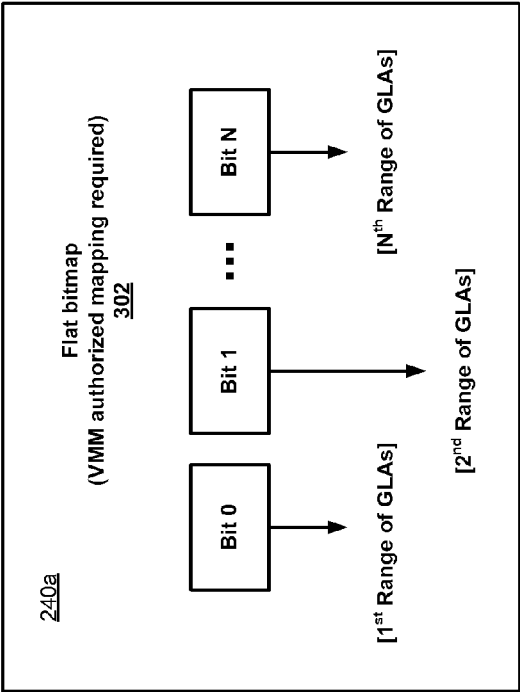 240a
Flat bitmap
(VMM authorized mapping required)
302
Bit 0
Bit 1
...
Bit N
[1st Range of GLAs]
[2nd Range of GLAs]
[Nth Range of GLAs]